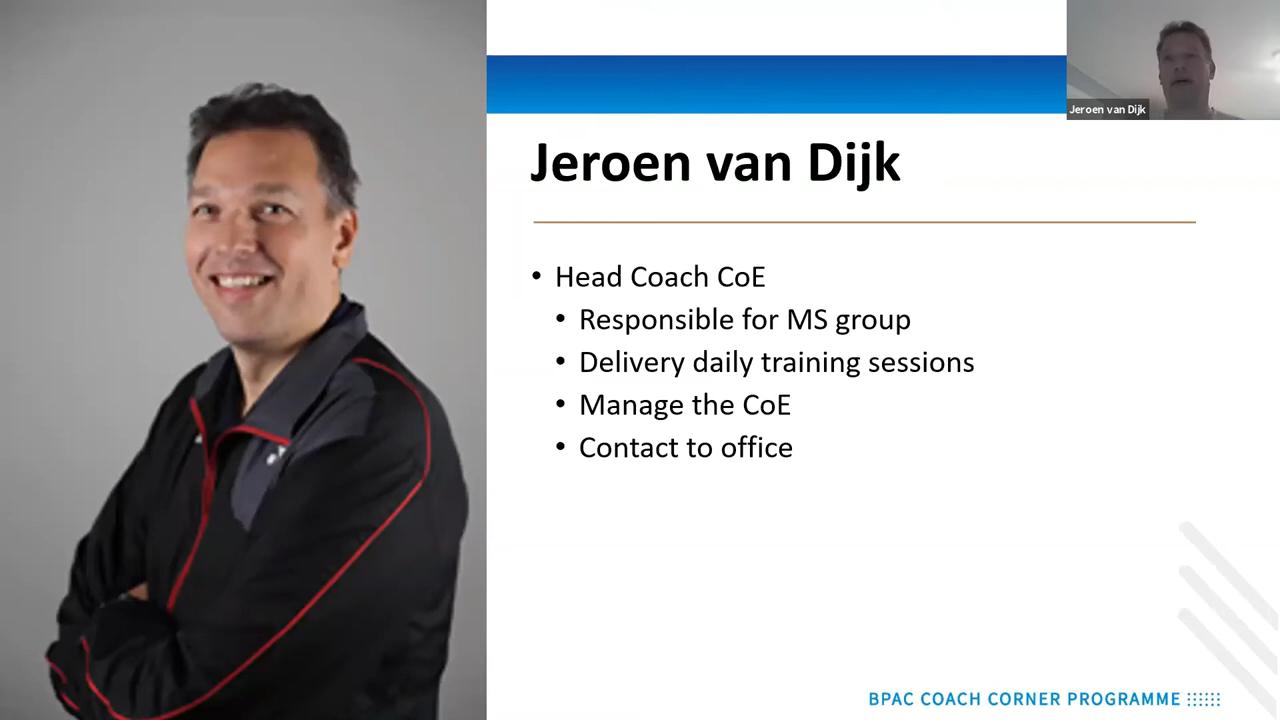 Jeroen van Dijk
Jeroen van Dijk
• Head Coach CoE
• Responsible for MS group
• Delivery daily training sessions
• Manage the CoE
• Contact to office
BPAC COACH CORNER PROGRAMME